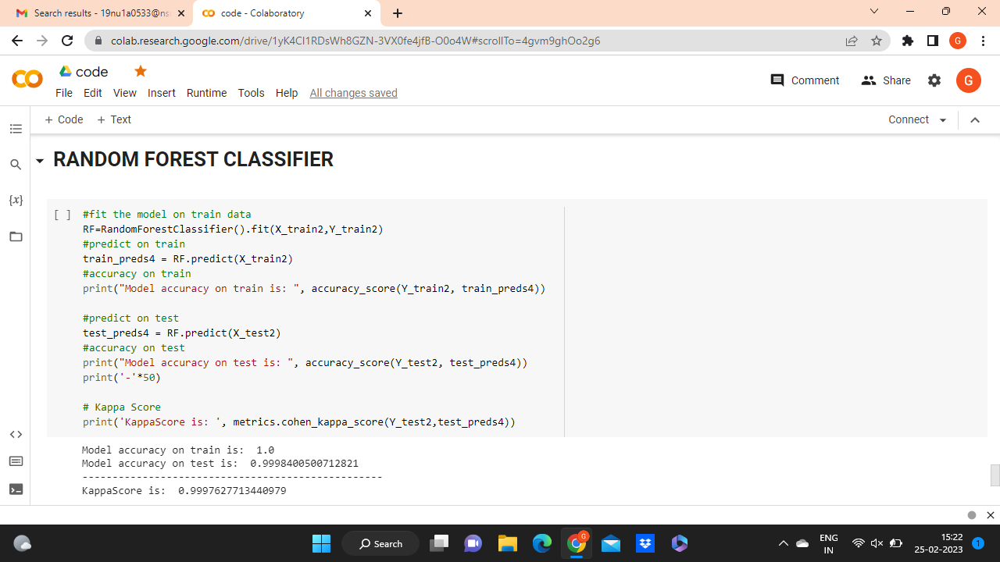 Search results - 19nu1a0533@ns
code - Colaboratory
colab.research.google.com/drive/1yK4CI1RDsWh8GZN-3VX0fe4jfB-O0o4W#scrollTo=4gvm9ghOo2g6
G
code
File Edit View Insert Runtime Tools Help All changes saved
Comment
Share
G
+ Code + Text
Connect
RANDOM FOREST CLASSIFIER
{x}
[ ] #fit the model on train data
RF=RandomForestClassifier().fit(X_train2,Y_train2)
#predict on train
train_preds4 = RF.predict(X_train2)
#accuracy on train
print("Model accuracy on train is: ", accuracy_score(Y_train2, train_preds4))
#predict on test
test_preds4 = RF.predict(X_test2)
#accuracy on test
print("Model accuracy on test is: ", accuracy_score(Y_test2, test_preds4))
print('-'*50)
# Kappa Score
print('KappaScore is: ', metrics.cohen_kappa_score(Y_test2,test_preds4))
Model accuracy on train is:  1.0
Model accuracy on test is:  0.9998400500712821
--------------------------------------------------
KappaScore is:  0.9997627713440979
Search
G
ENG
IN
15:22
25-02-2023
1